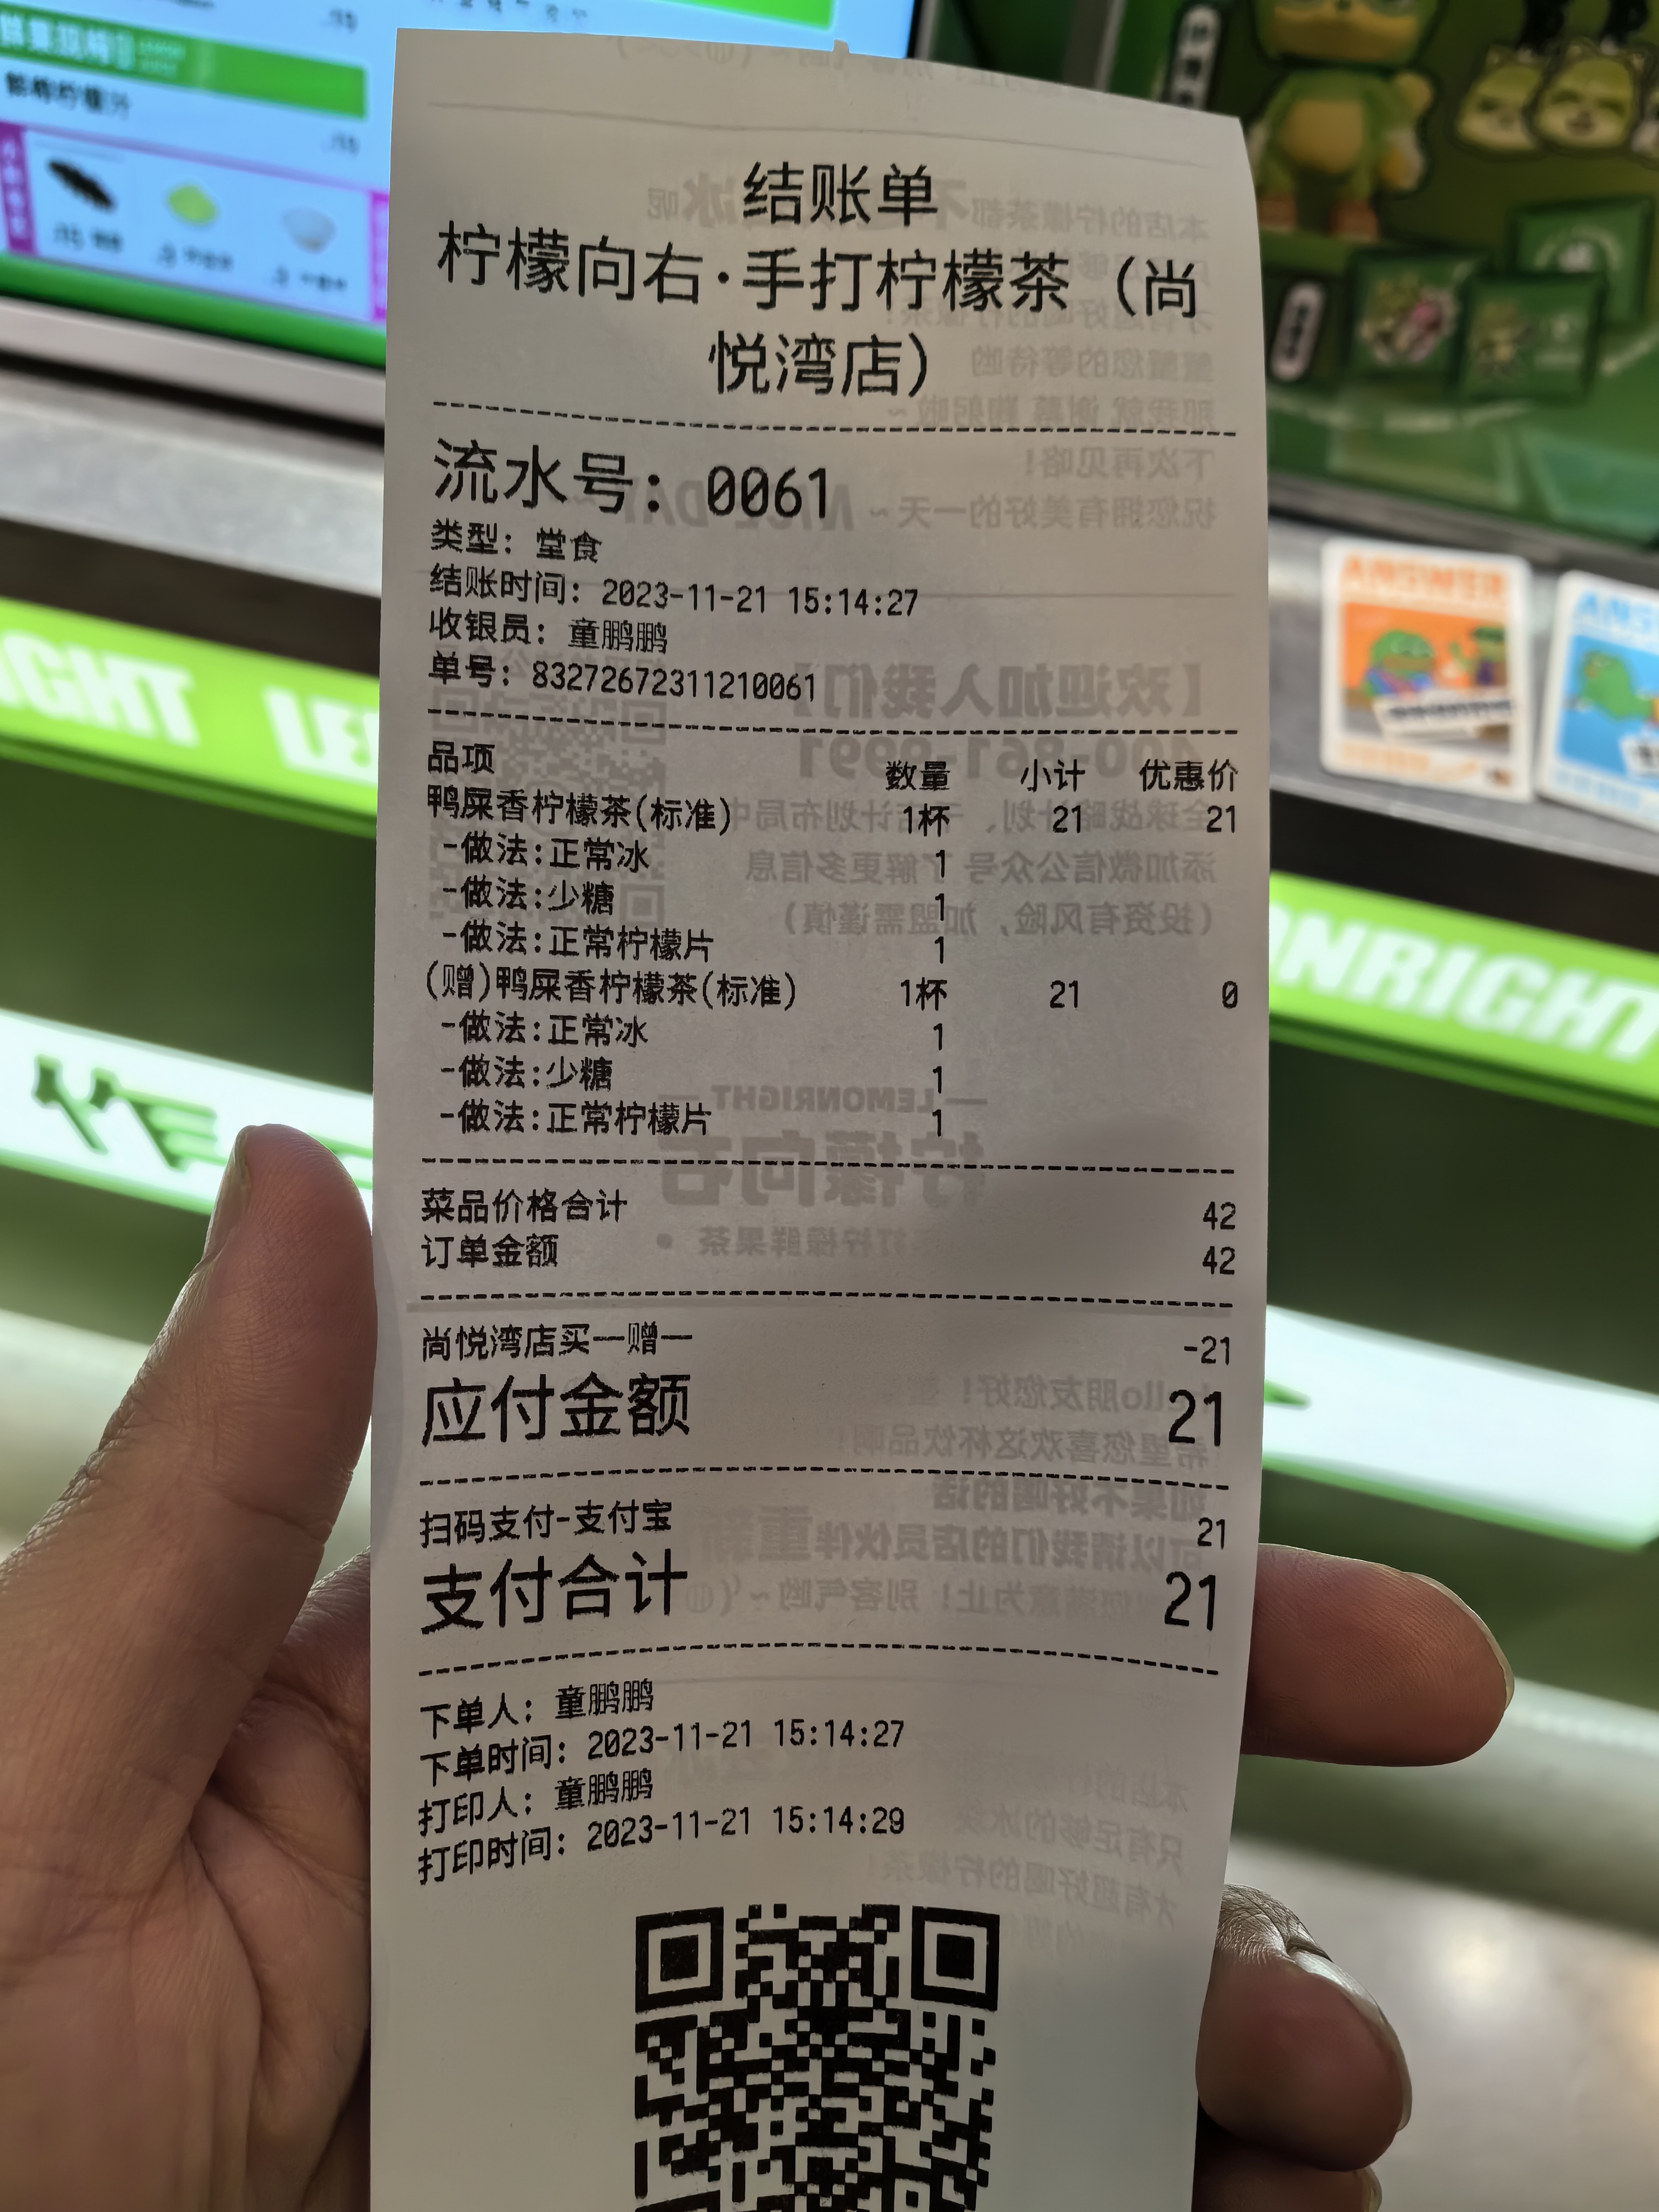 结账单
柠檬向右·手打柠檬茶（尚
悦湾店）
流水号：0061
类型：堂食
结账时间：2023-11-21 15:14:27
收银员：童鹏鹏
单号：83272672311210061
品项 数量 小计 优惠价
鸭屎香柠檬茶(标准) 1杯 21 21
-做法:正常冰 1
-做法:少糖 1
-做法:正常柠檬片 1
(赠)鸭屎香柠檬茶(标准) 1杯 21 0
-做法:正常冰 1
-做法:少糖 1
-做法:正常柠檬片 1
菜品价格合计 42
订单金额 42
尚悦湾店买一赠一 -21
应付金额 21
扫码支付-支付宝 21
支付合计 21
下单人：童鹏鹏
下单时间：2023-11-21 15:14:27
打印人：童鹏鹏
打印时间：2023-11-21 15:14:29
ANSWER